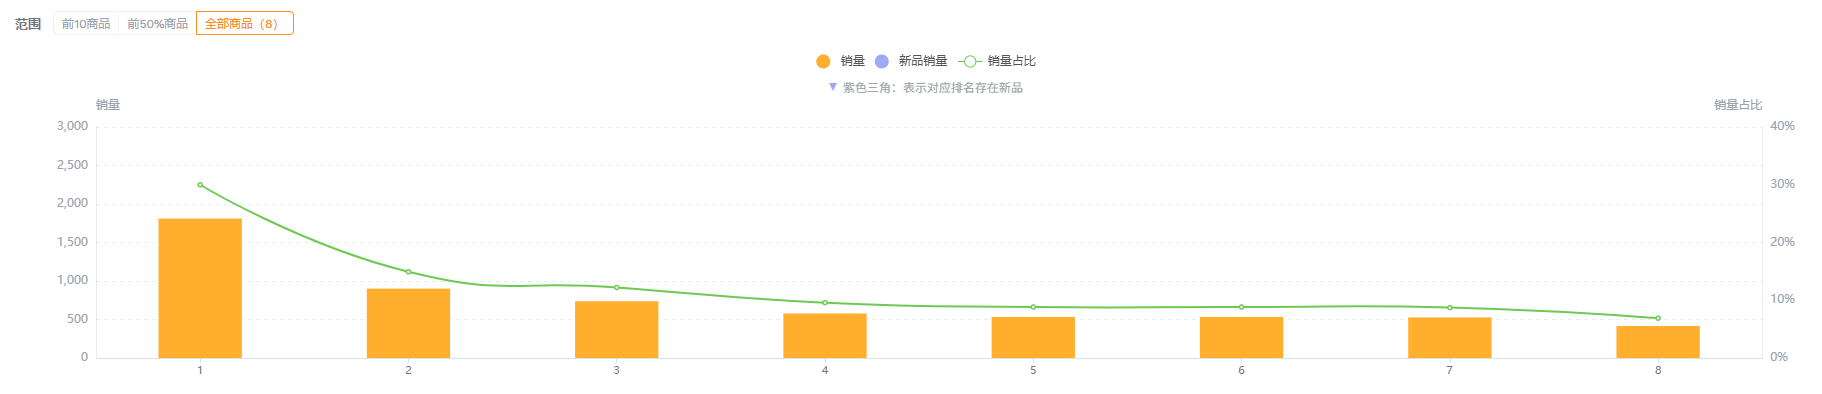 范围 前10商品 前50%商品 全部商品（8）
销量 新品销量 销量占比
紫色三角：表示对应排名存在新品
销量 销量占比
3,000 40%
2,500
2,000 30%
1,500 20%
1,000
500 10%
0 0%
1 2 3 4 5 6 7 8